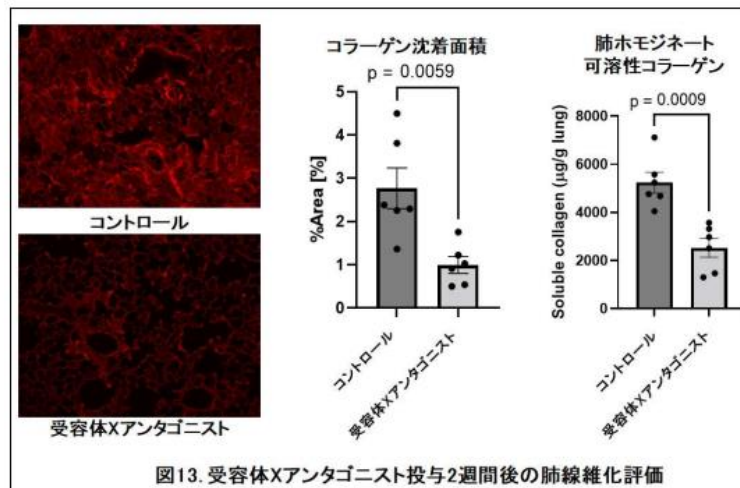 コントロール
受容体Xアンタゴニスト
コラーゲン沈着面積
p = 0.0059
%Area [%]
5
4
3
2
1
0
コントロール
受容体Xアンタゴニスト
肺ホモジネート
可溶性コラーゲン
p = 0.0009
Soluble collagen (μg/g lung)
8000
6000
4000
2000
0
コントロール
受容体Xアンタゴニスト
図13. 受容体Xアンタゴニスト投与2週間後の肺線維化評価